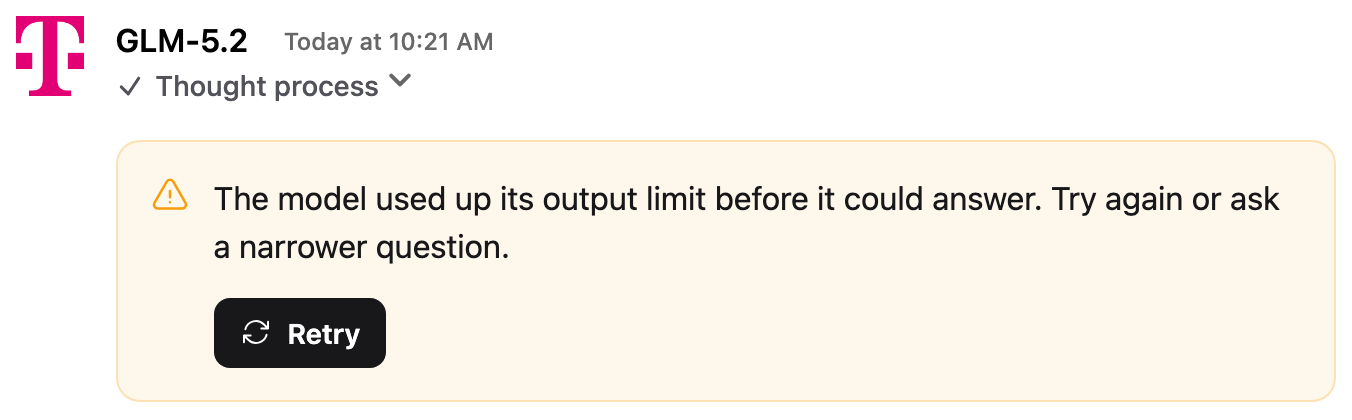 GLM-5.2 Today at 10:21 AM
Thought process
The model used up its output limit before it could answer. Try again or ask
a narrower question.
Retry